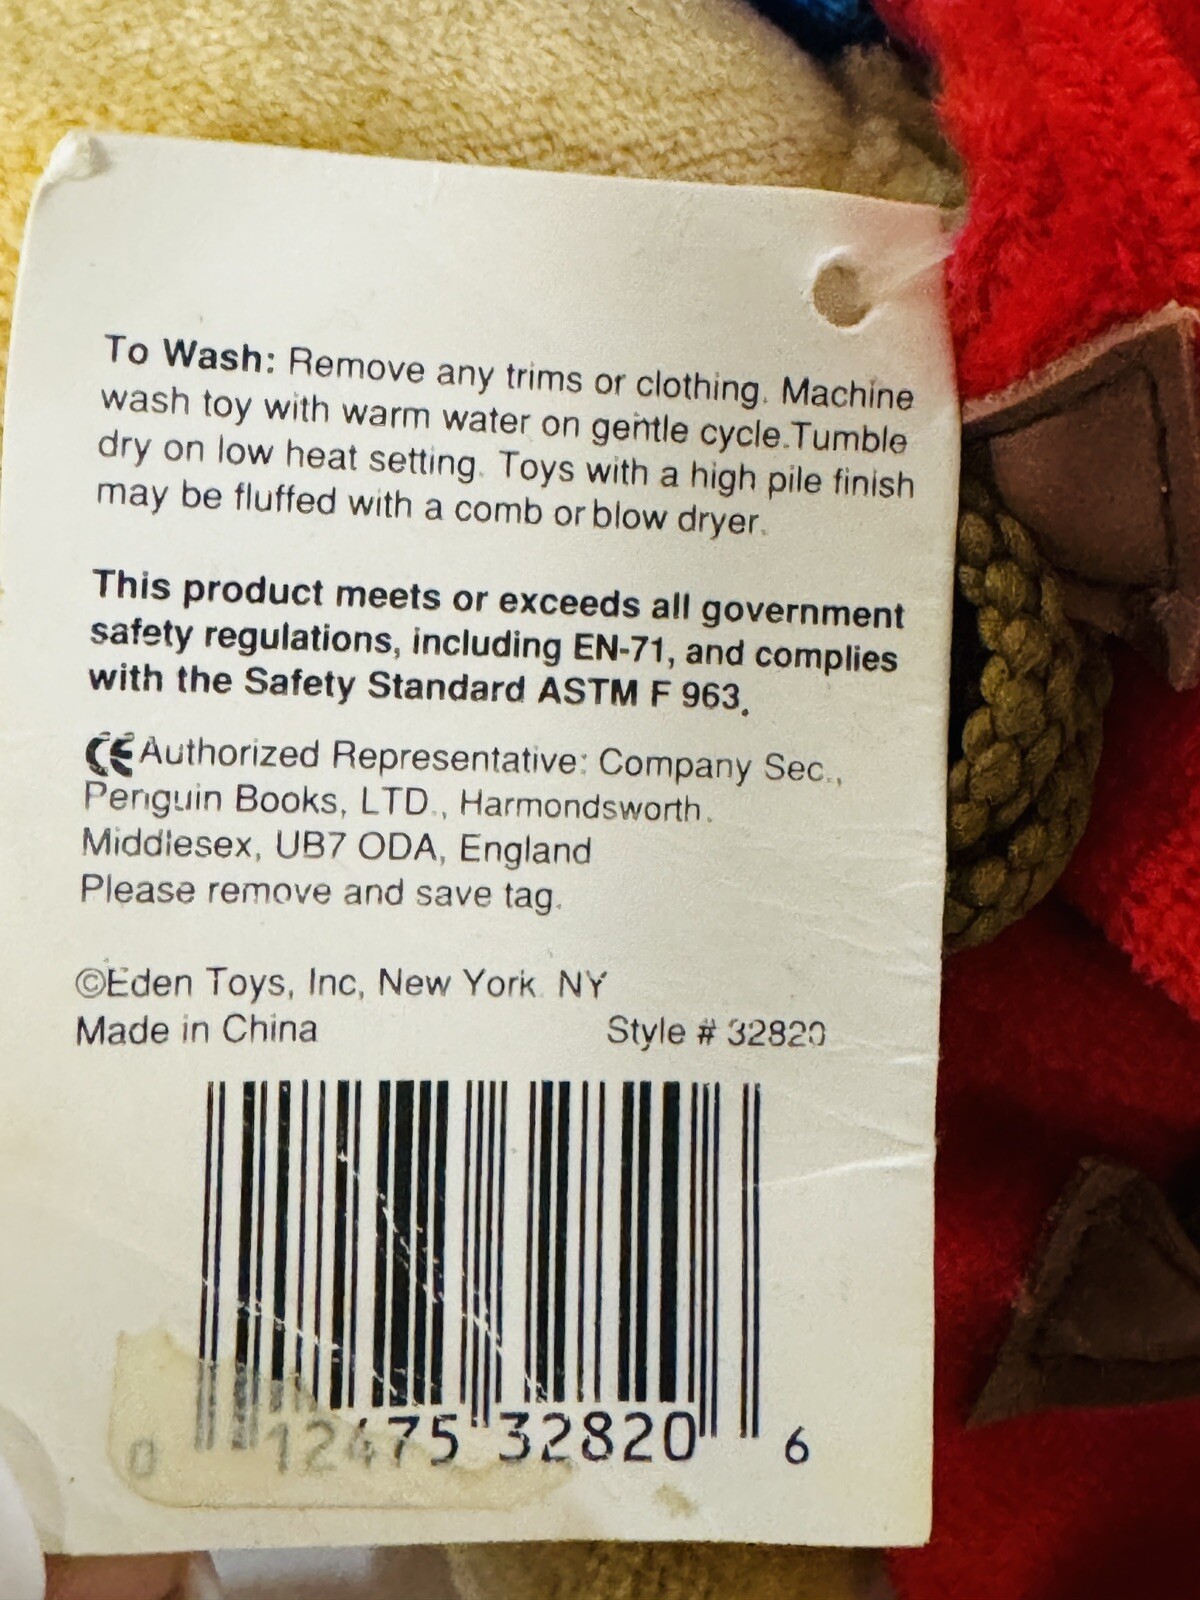 To Wash: Remove any trims or clothing. Machine
wash toy with warm water on gentle cycle.Tumble
dry on low heat setting. Toys with a high pile finish
may be fluffed with a comb or blow dryer.
This product meets or exceeds all government
safety regulations, including EN-71, and complies
with the Safety Standard ASTM F 963.
CE Authorized Representative: Company Sec.,
Penguin Books, LTD., Harmondsworth.
Middlesex, UB7 ODA, England
Please remove and save tag.
©Eden Toys, Inc, New York NY
Made in China Style # 32820
0 12475 32820 6